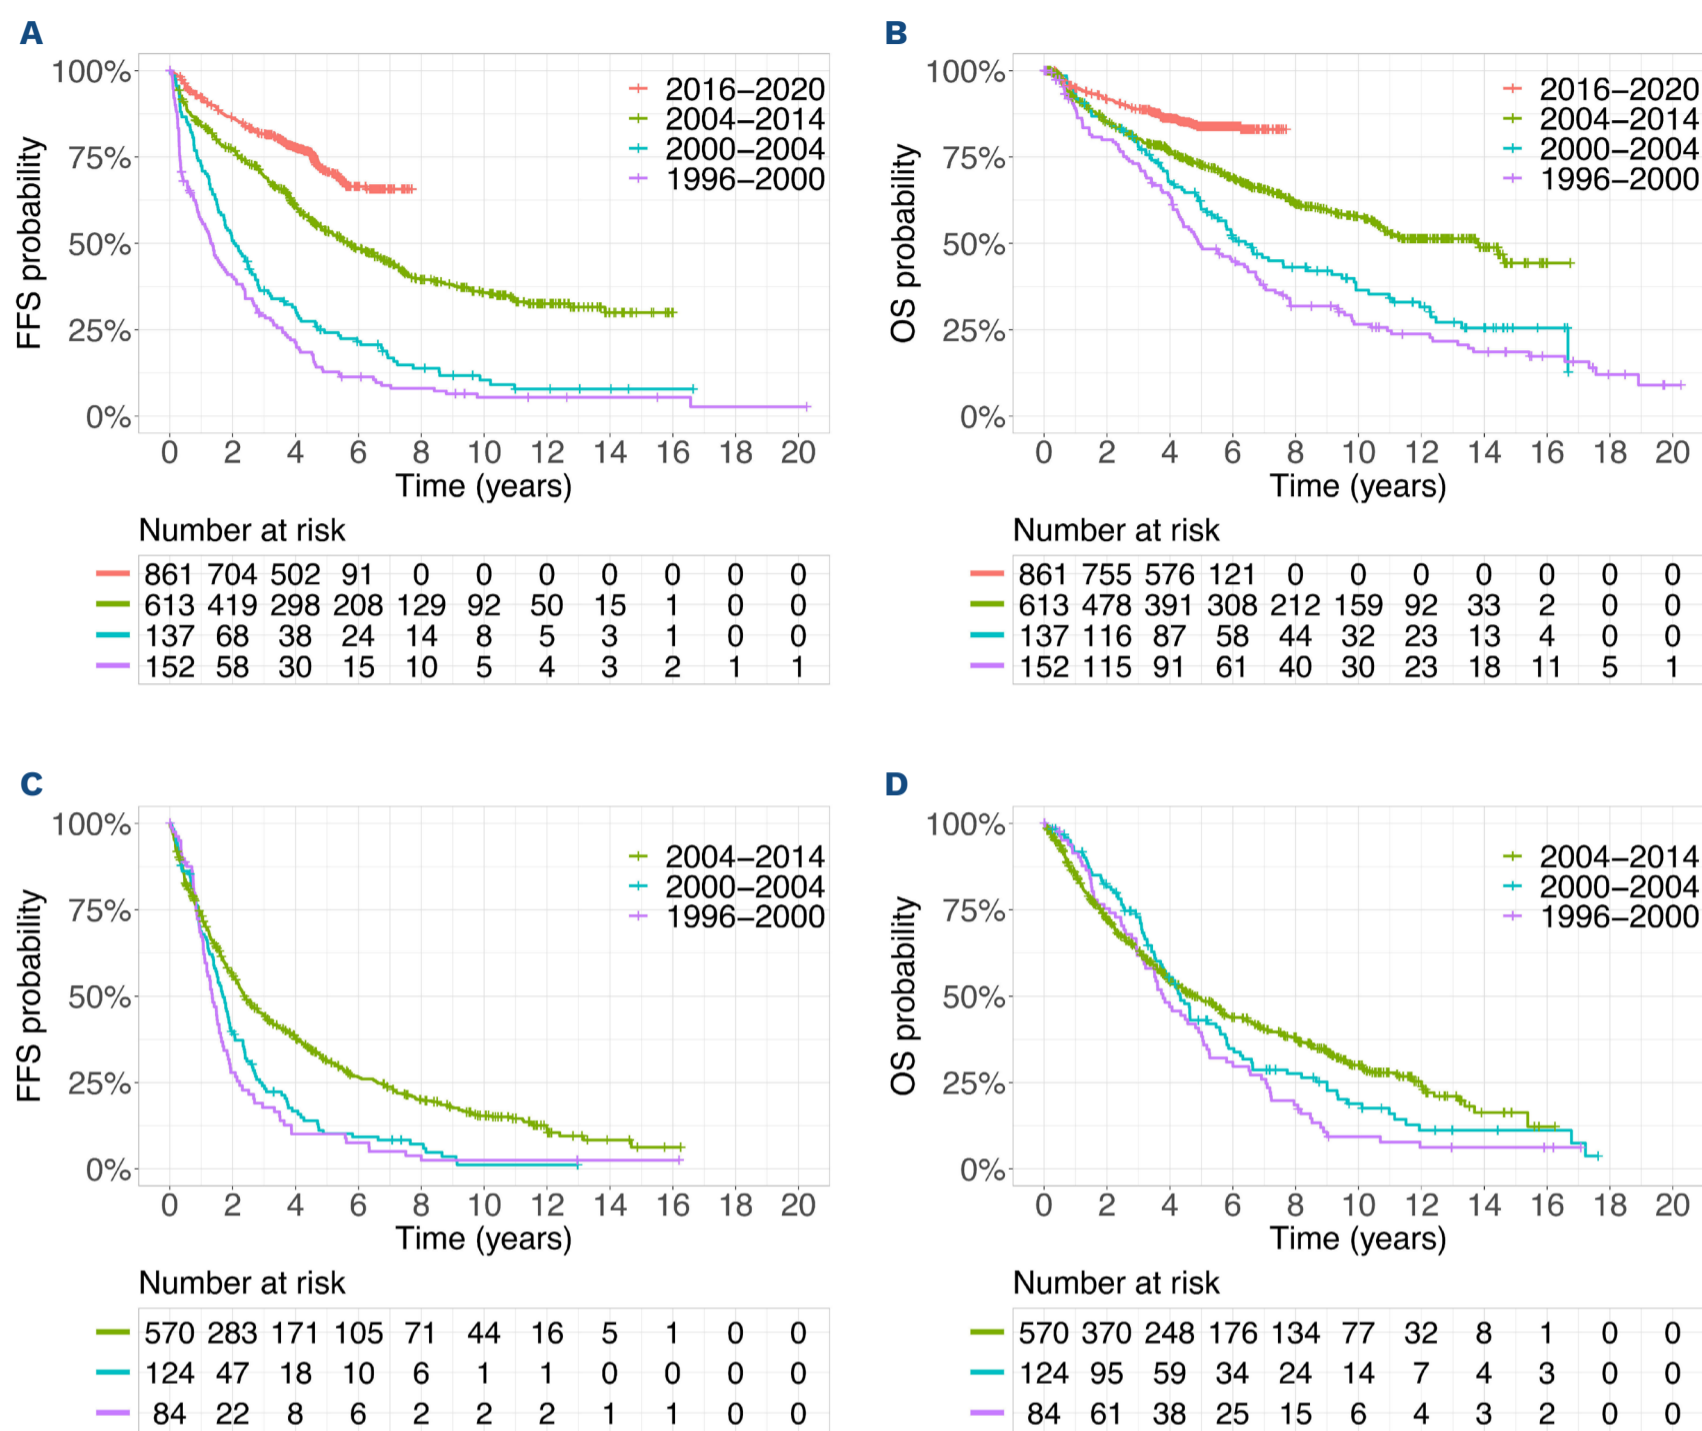 A
FFS probability
100%
75%
50%
25%
0%
2016–2020
2004–2014
2000–2004
1996–2000
0 2 4 6 8 10 12 14 16 18 20
Time (years)
Number at risk
861 704 502 91 0 0 0 0 0 0 0
613 419 298 208 129 92 50 15 1 0 0
137 68 38 24 14 8 5 3 1 0 0
152 58 30 15 10 5 4 3 2 1 1
B
OS probability
100%
75%
50%
25%
0%
2016–2020
2004–2014
2000–2004
1996–2000
0 2 4 6 8 10 12 14 16 18 20
Time (years)
Number at risk
861 755 576 121 0 0 0 0 0 0 0
613 478 391 308 212 159 92 33 2 0 0
137 116 87 58 44 32 23 13 4 0 0
152 115 91 61 40 30 23 18 11 5 1
C
FFS probability
100%
75%
50%
25%
0%
2004–2014
2000–2004
1996–2000
0 2 4 6 8 10 12 14 16 18 20
Time (years)
Number at risk
570 283 171 105 71 44 16 5 1 0 0
124 47 18 10 6 1 1 0 0 0 0
84 22 8 6 2 2 2 1 1 0 0
D
OS probability
100%
75%
50%
25%
0%
2004–2014
2000–2004
1996–2000
0 2 4 6 8 10 12 14 16 18 20
Time (years)
Number at risk
570 370 248 176 134 77 32 8 1 0 0
124 95 59 34 24 14 7 4 3 0 0
84 61 38 25 15 6 4 3 2 0 0